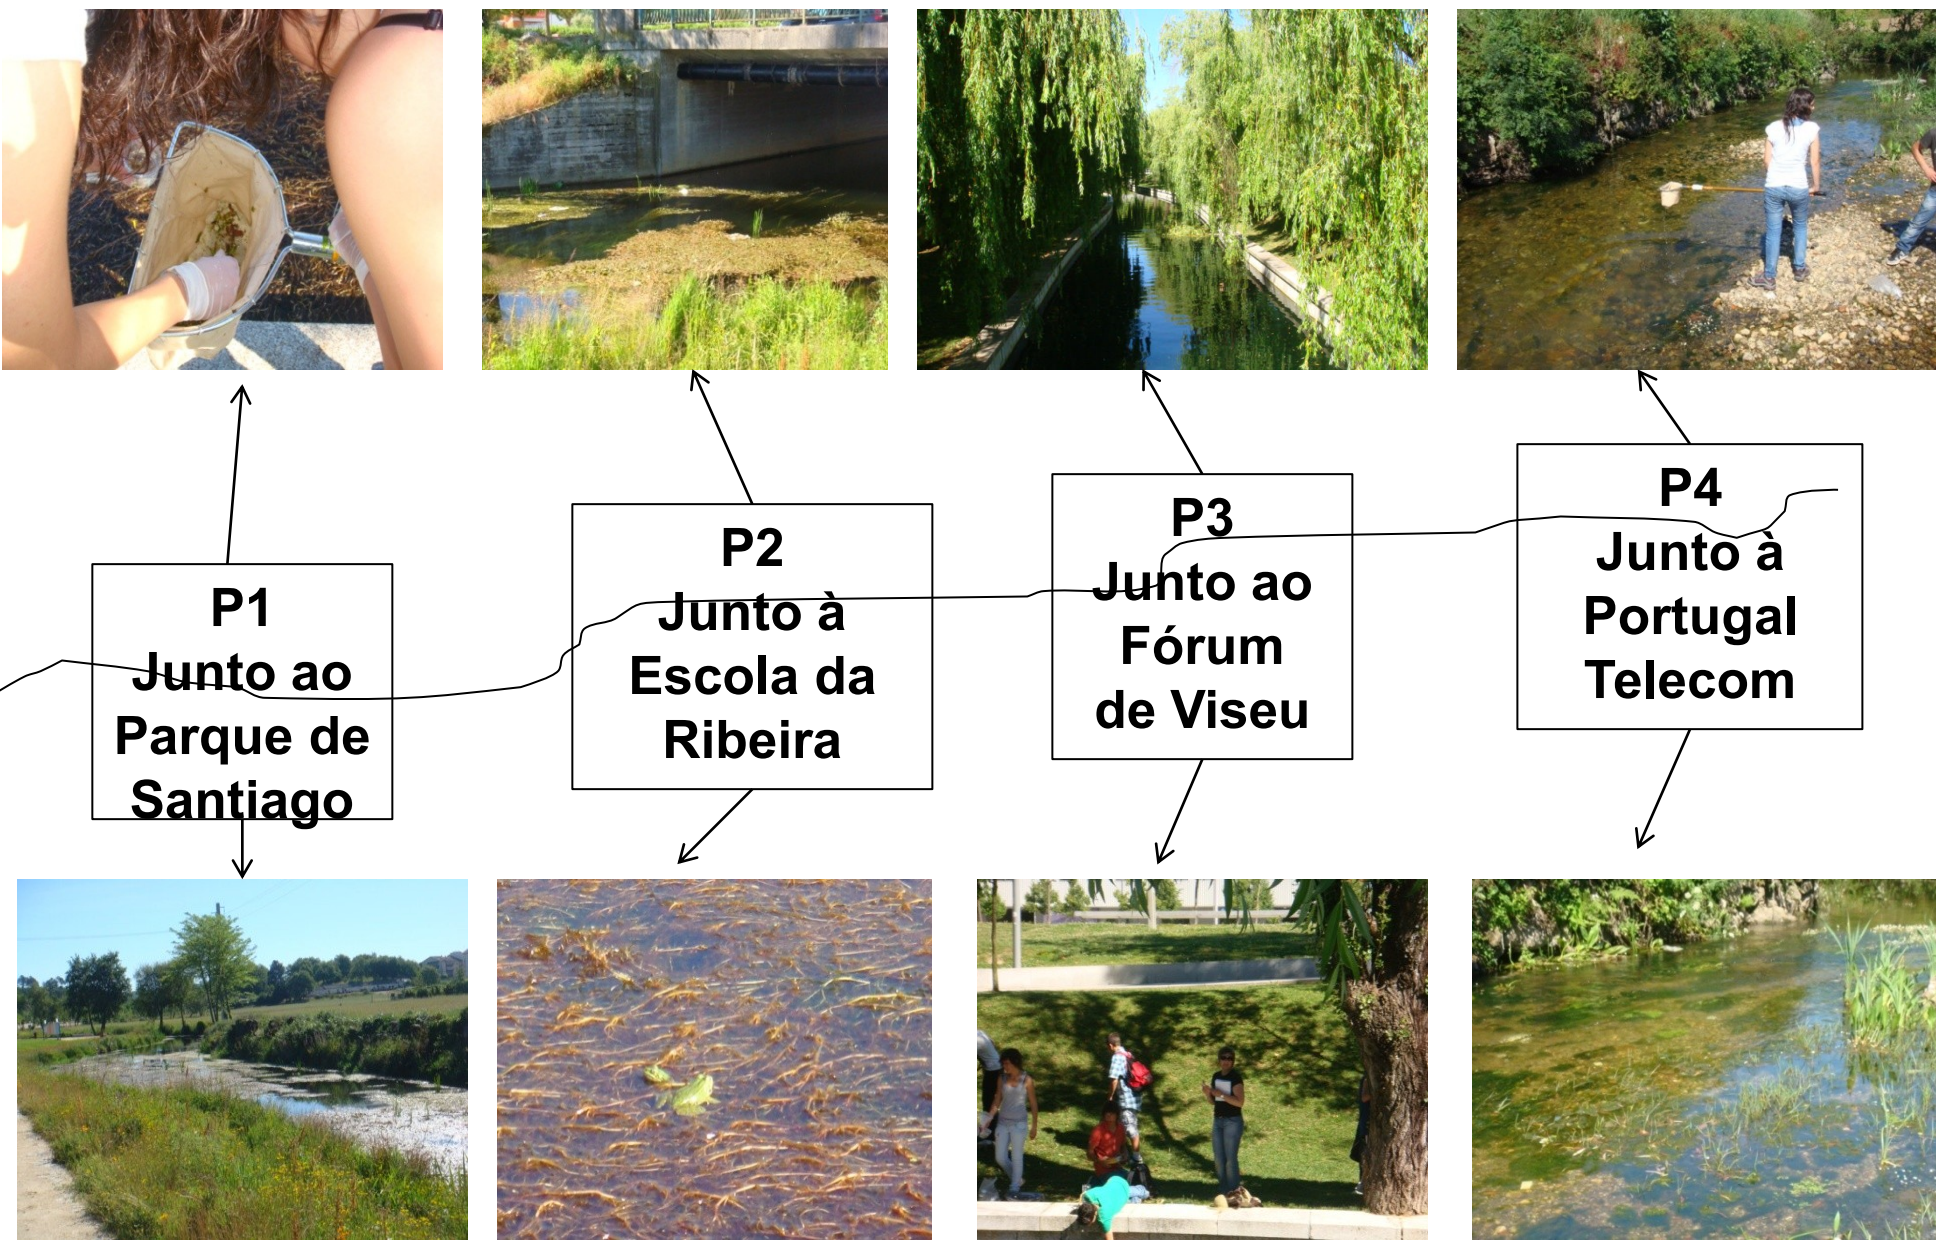 P1
Junto ao
Parque de
Santiago
P2
Junto à
Escola da
Ribeira
P3
Junto ao
Fórum
de Viseu
P4
Junto à
Portugal
Telecom